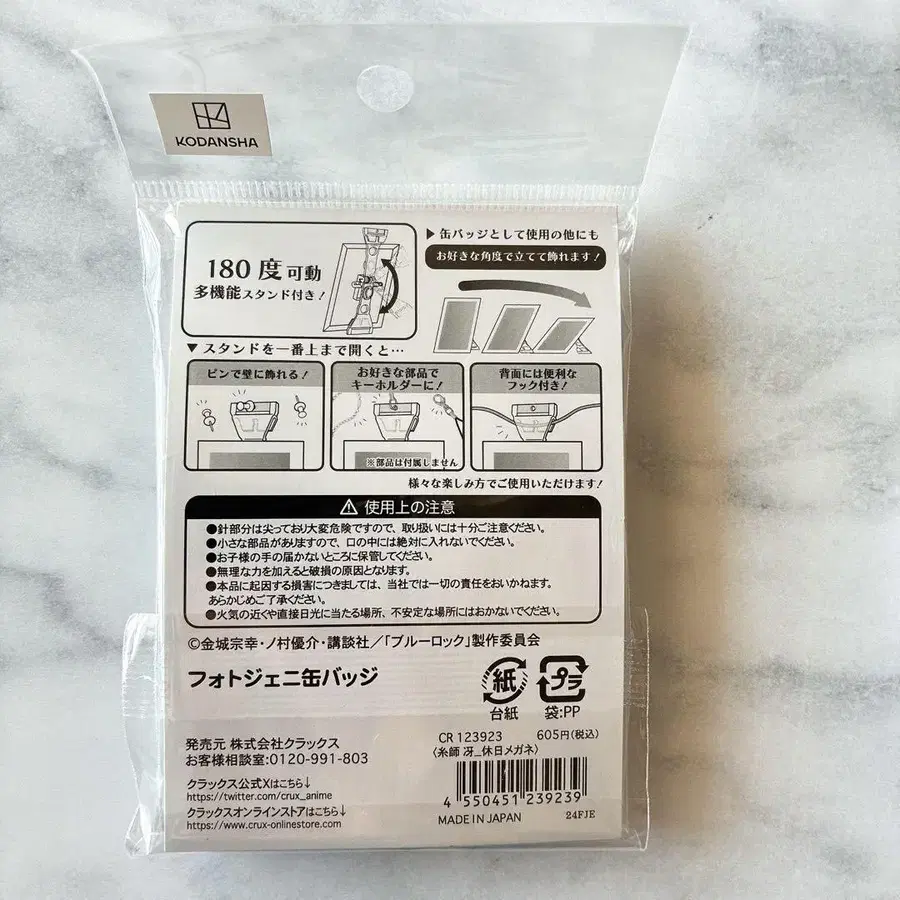 KODANSHA
180度可動
多機能スタンド付き!
▶缶バッジとして使用の他にも
お好きな角度で立てて飾れます!
▼スタンドを一番上まで開くと…
ピンで壁に飾れる!
お好きな部品で
キーホルダーに!
※部品は付属しません
背面には便利な
フック付き!
様々な楽しみ方でご使用いただけます!
⚠使用上の注意
●針部分は尖っており大変危険ですので、取り扱いには十分ご注意ください。
●小さな部品がありますので、口の中には絶対に入れないでください。
●お子様の手の届かないところに保管してください。
●無理な力を加えると破損の原因となります。
●本品に起因する損害につきましては、当社では一切の責任をおいかねます。
あらかじめご了承ください。
●火気の近くや直接日光に当たる場所、不安定な場所にはおかないでください。
©金城宗幸・ノ村優介・講談社/「ブルーロック」製作委員会
フォトジェニ缶バッジ
紙
台紙
プラ
袋:PP
発売元 株式会社クラックス
お客様相談室:0120-991-803
クラックス公式Xはこちら↓
https://twitter.com/crux_anime
クラックスオンラインストアはこちら↓
https://www.crux-onlinestore.com
CR 123923 605円(税込)
〈糸師 冴_休日メガネ〉
4 550451 239239
MADE IN JAPAN 24FJE